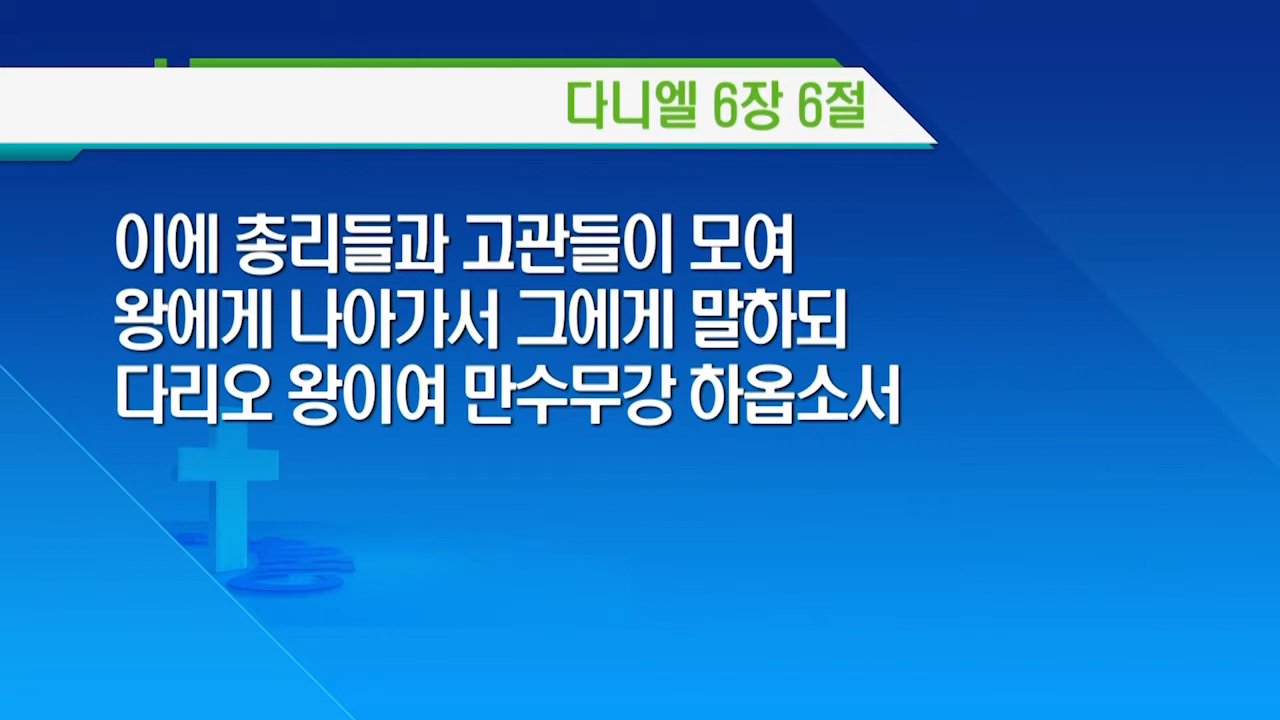 다니엘 6장 6절
이에 총리들과 고관들이 모여
왕에게 나아가서 그에게 말하되
다리오 왕이여 만수무강 하옵소서